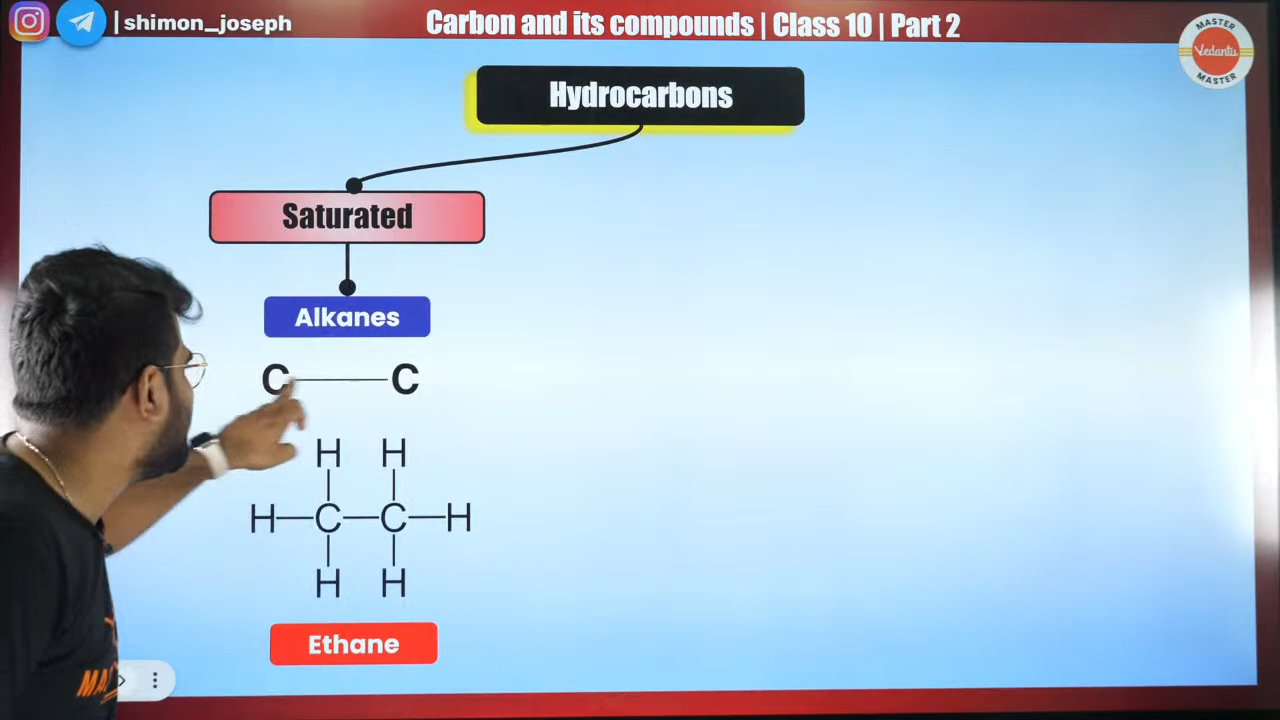 |shimon_joseph
Carbon and its compounds | Class 10 | Part 2
MASTER
Vedantu
MASTER
Hydrocarbons
Saturated
Alkanes
C C
H H
H C C H
H H
Ethane